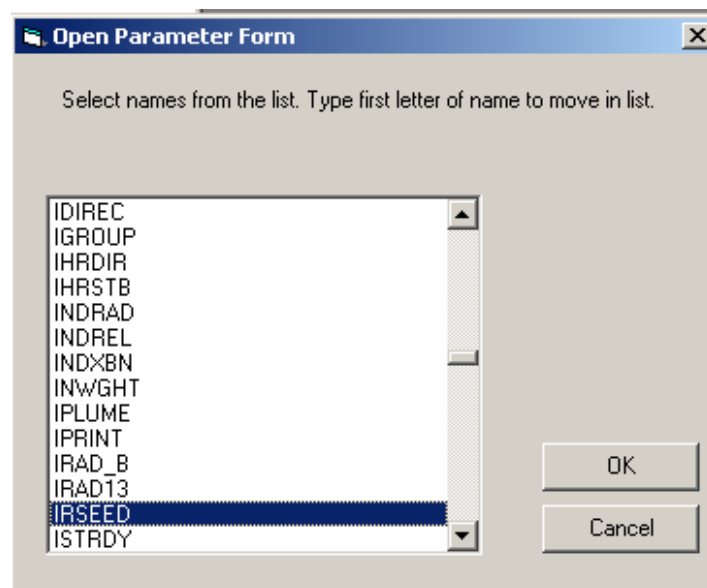 Open Parameter Form
Select names from the list. Type first letter of name to move in list.
IDIREC
IGROUP
IHRDIR
IHRSTB
INDRAD
INDREL
INDXBN
INWGHT
IPLUME
IPRINT
IRAD_B
IRAD13
IRSEED
ISTRDY
OK
Cancel